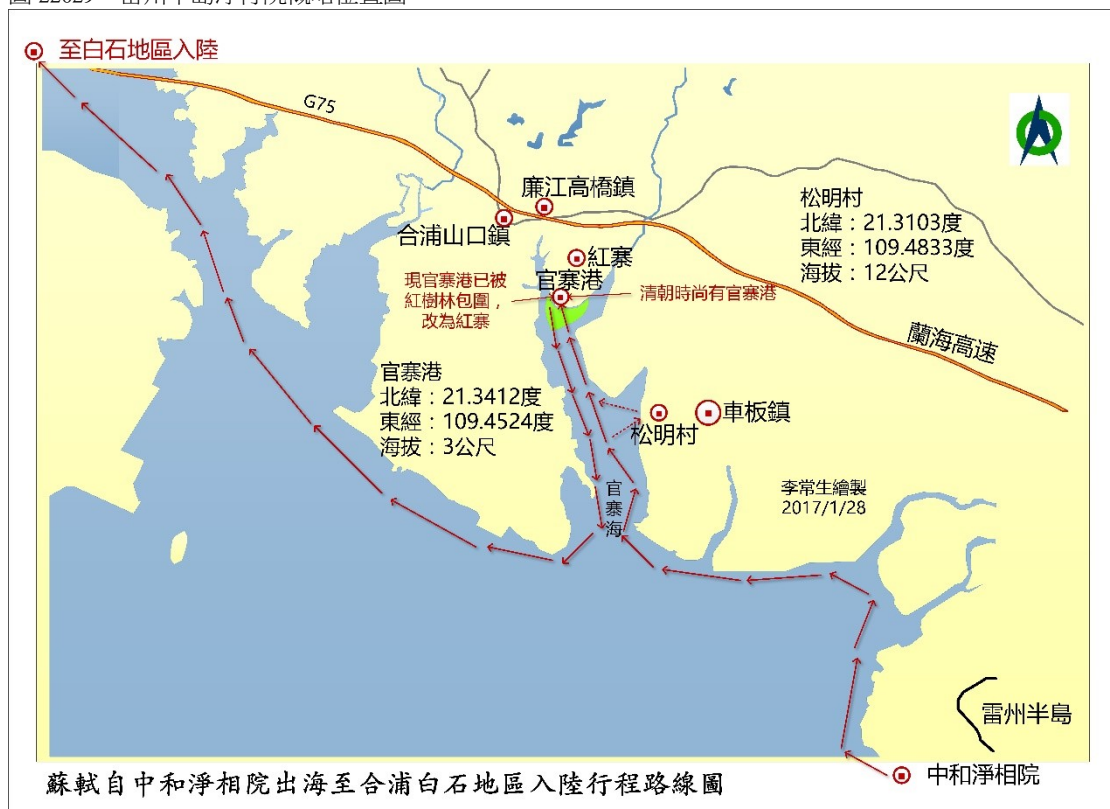 至白石地區入陸
G75
廉江高橋鎮
合浦山口鎮
松明村
北緯：21.3103度
東經：109.4833度
海拔：12公尺
紅寨
官寨港
現官寨港已被
紅樹林包圍，
改為紅寨
清朝時尚有官寨港
蘭海高速
官寨港
北緯：21.3412度
東經：109.4524度
海拔：3公尺
松明村
車板鎮
官
寨
海
李常生繪製
2017/1/28
雷州半島
中和淨相院
蘇軾自中和淨相院出海至合浦白石地區入陸行程路線圖